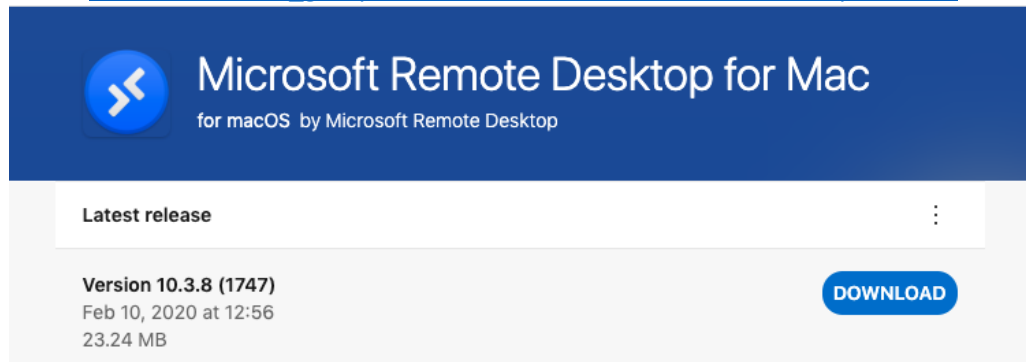 Microsoft Remote Desktop for Mac
for macOS by Microsoft Remote Desktop
Latest release
Version 10.3.8 (1747)
DOWNLOAD
Feb 10, 2020 at 12:56
23.24 MB